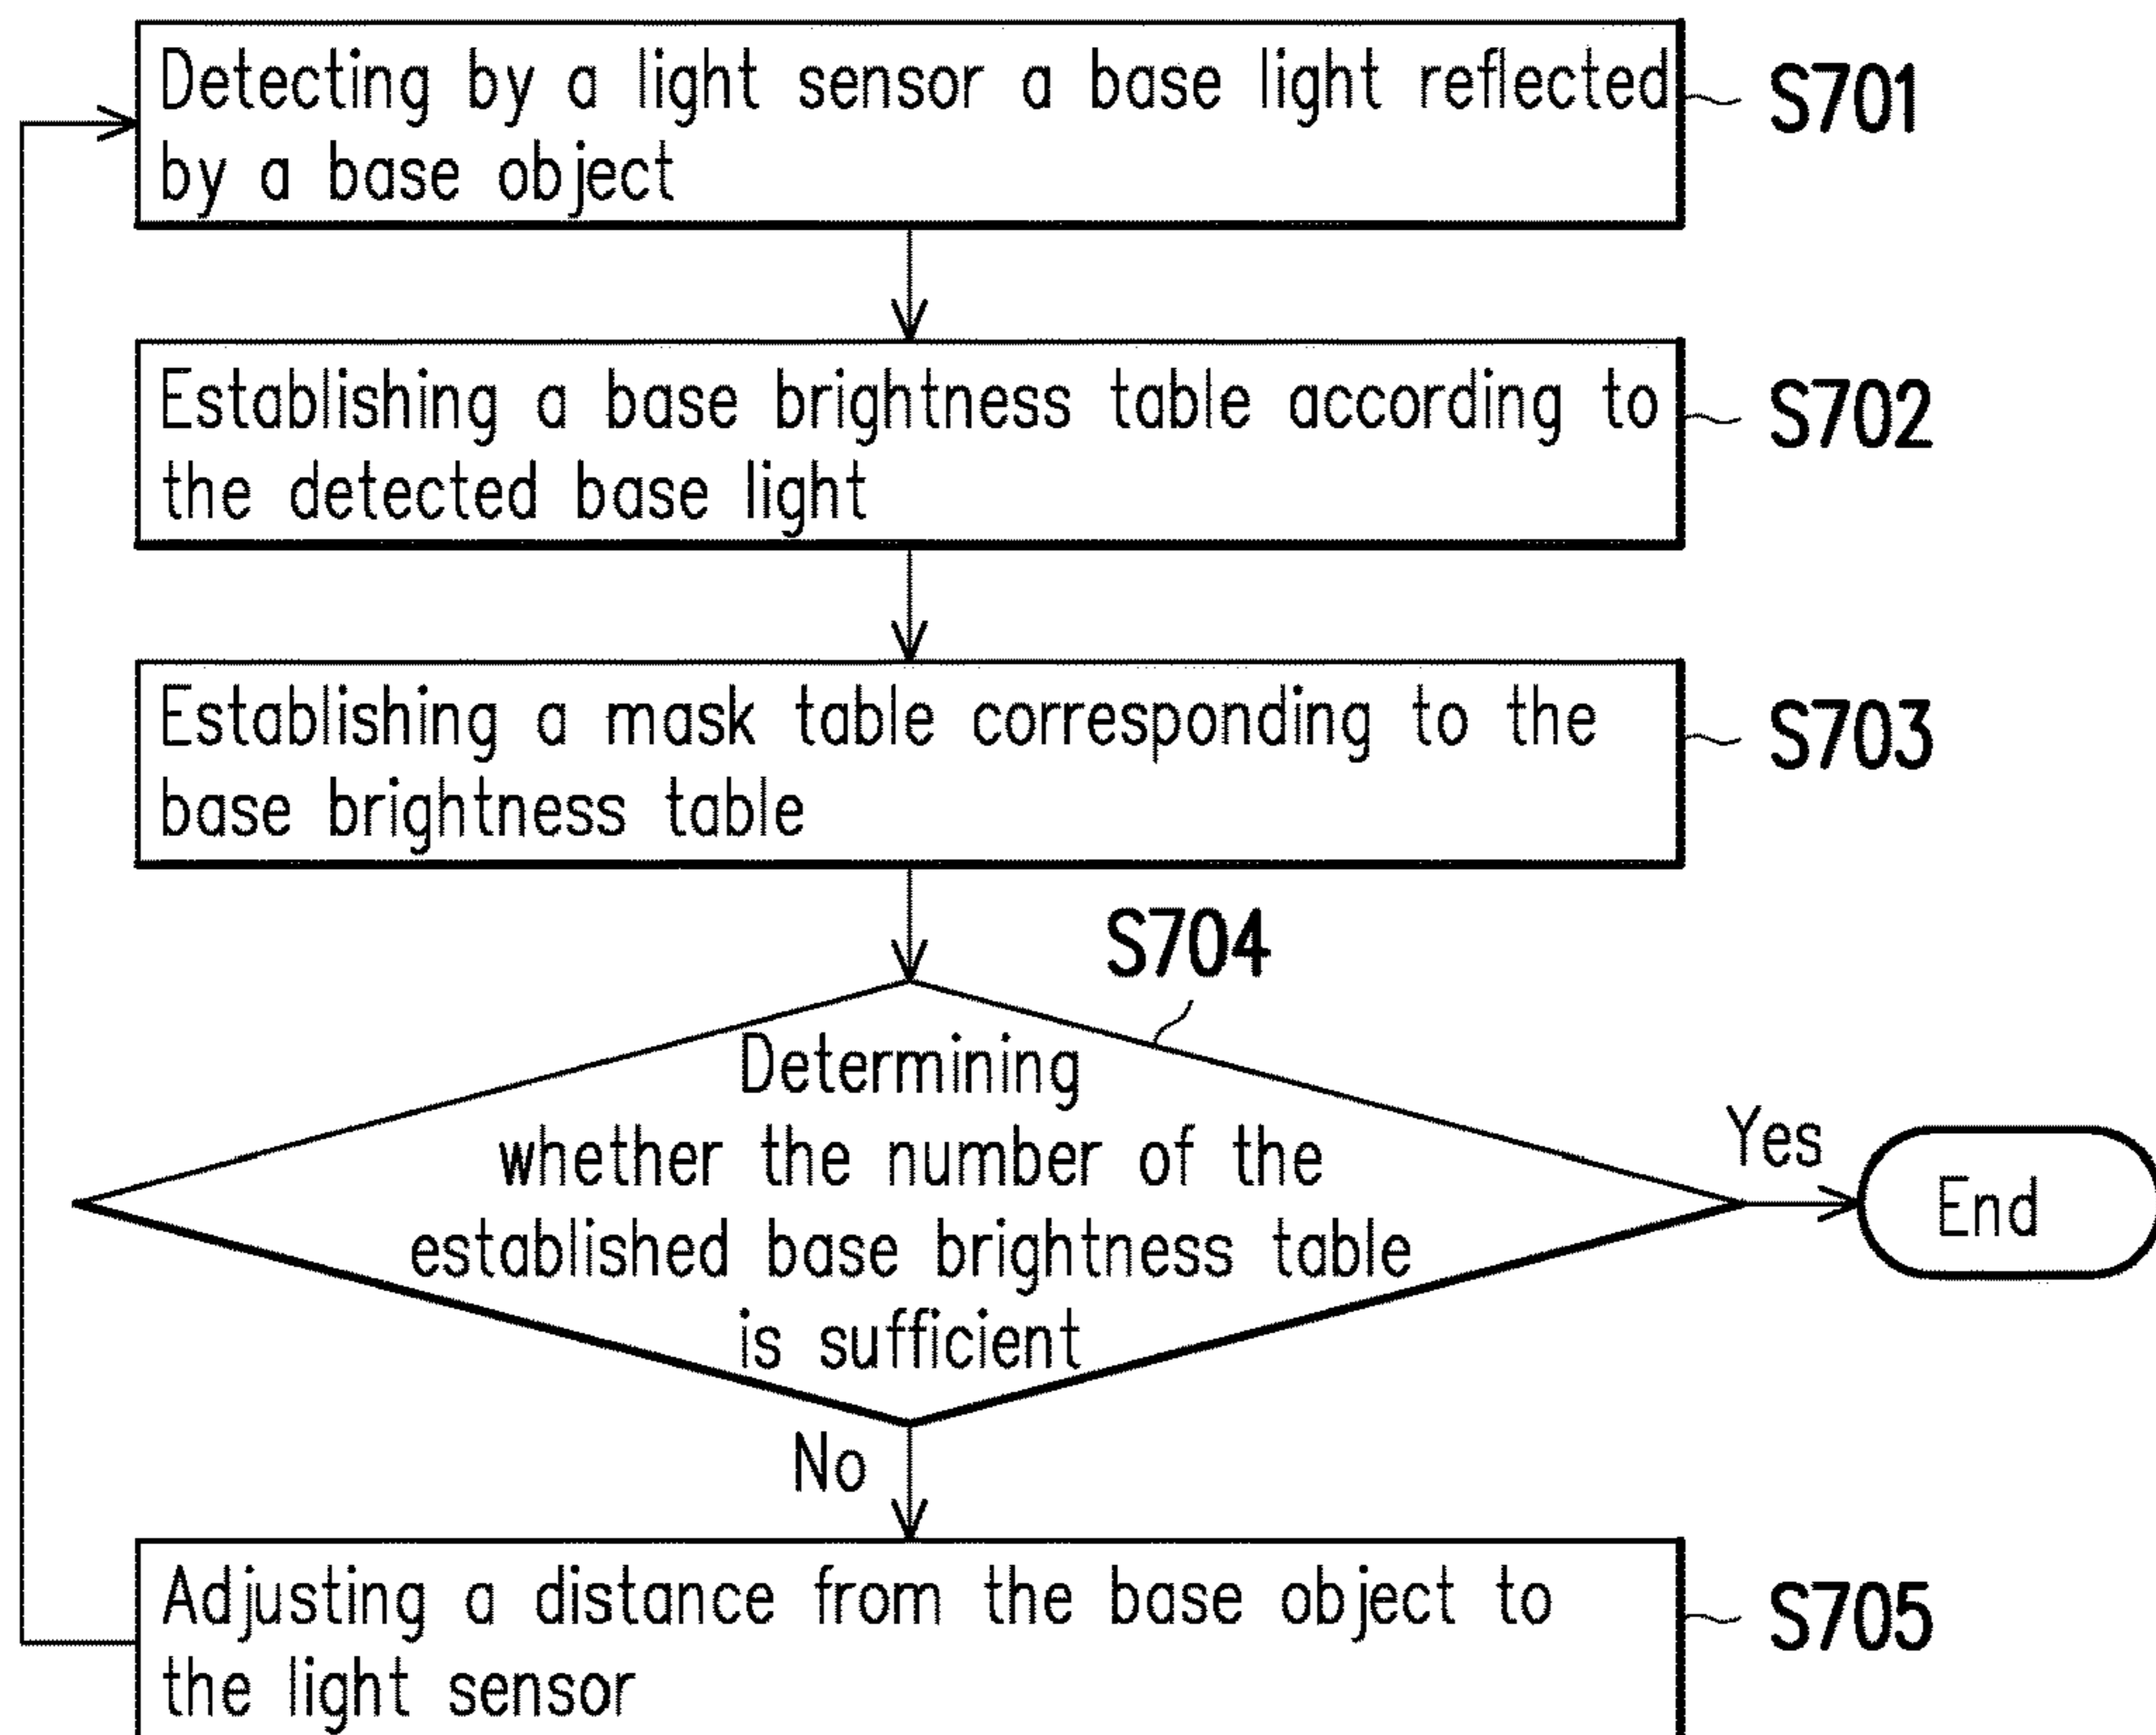 Detecting by a light sensor a base light reflected
by a base object
S701
Establishing a base brightness table according to
the detected base light
S702
Establishing a mask table corresponding to the
base brightness table
S703
S704
Determining
whether the number of the
established base brightness table
is sufficient
Yes
End
No
Adjusting a distance from the base object to
the light sensor
S705